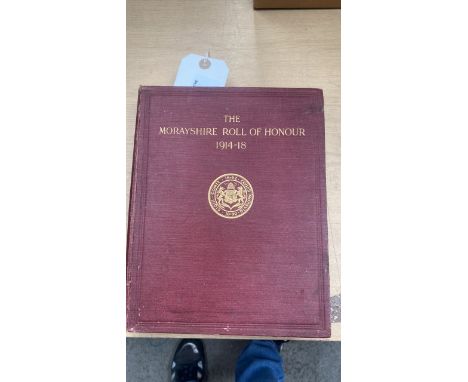 THE
MORAYSHIRE ROLL OF HONOUR
1914-18